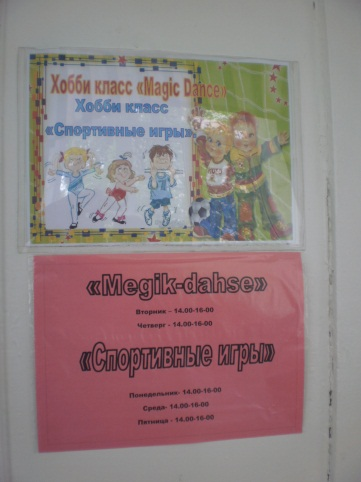 Хобби класс «Magic Dance»
Хобби класс
«Спортивные игры»
«Megik-dahse»
Вторник – 14.00-16-00
Четверг - 14.00-16-00
«Спортивные игры»
Понедельник- 14.00-16-00
Среда- 14.00-16-00
Пятница - 14.00-16-00